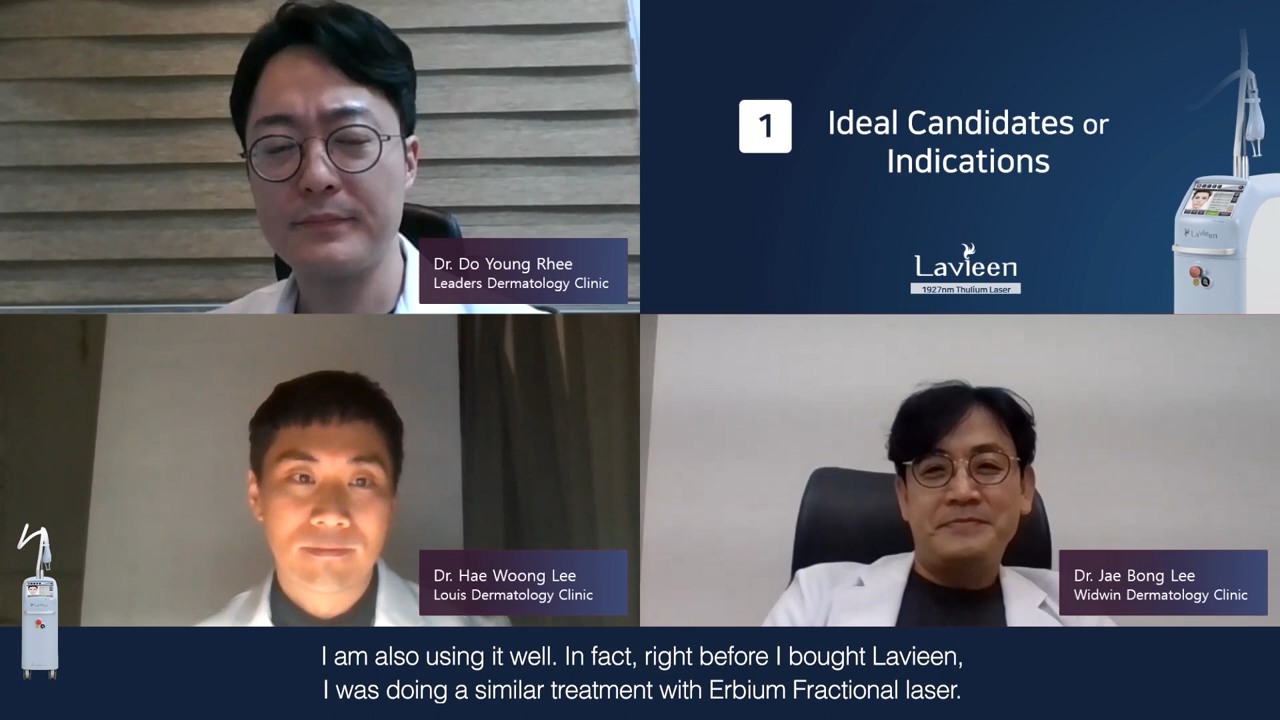 Dr. Do Young Rhee
Leaders Dermatology Clinic
1
Ideal Candidates or
Indications
Lavieen
1927nm Thulium Laser
Lavieen
Dr. Hae Woong Lee
Louis Dermatology Clinic
Dr. Jae Bong Lee
Widwin Dermatology Clinic
I am also using it well. In fact, right before I bought Lavieen,
I was doing a similar treatment with Erbium Fractional laser.